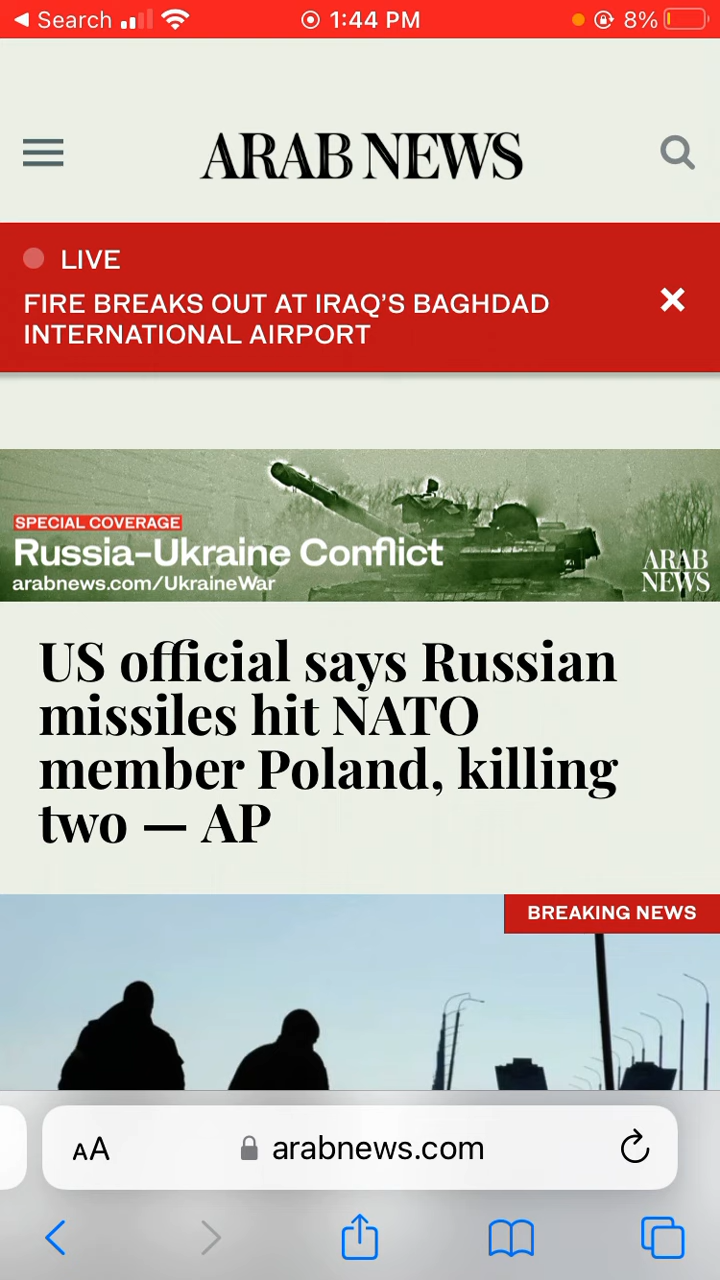 Search 1:44 PM 8%
ARAB NEWS
LIVE
FIRE BREAKS OUT AT IRAQ'S BAGHDAD
INTERNATIONAL AIRPORT
SPECIAL COVERAGE
Russia-Ukraine Conflict
arabnews.com/UkraineWar
ARAB
NEWS
US official says Russian
missiles hit NATO
member Poland, killing
two — AP
BREAKING NEWS
AA arabnews.com